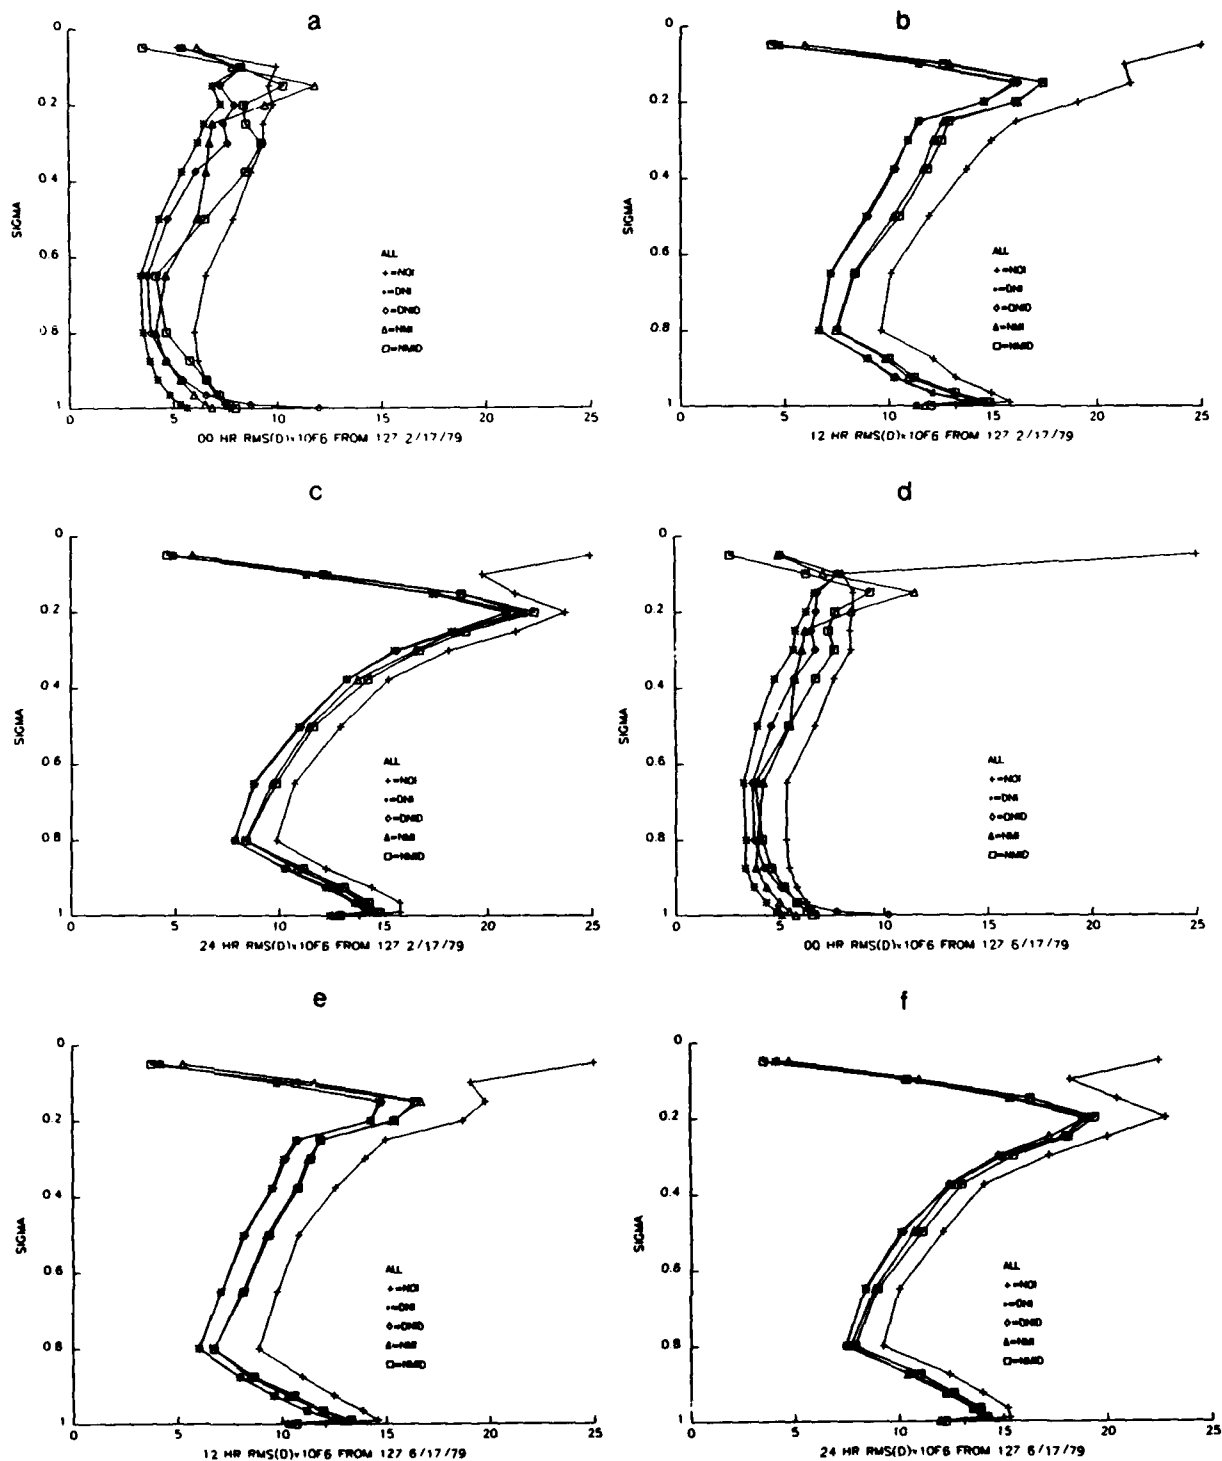 a
0
0.2
0.4
0.6
0.8
1
SIGMA
ALL
+=NOI
*=DNI
◇=DNID
△=NMI
□=NMID
0 5 10 15 20 25
00 HR RMS(D)×10E6 FROM 12Z 2/17/79
b
0
0.2
0.4
0.6
0.8
1
SIGMA
ALL
+=NOI
*=DNI
◇=DNID
△=NMI
□=NMID
0 5 10 15 20 25
12 HR RMS(D)×10E6 FROM 12Z 2/17/79
c
0
0.2
0.4
0.6
0.8
1
SIGMA
ALL
+=NOI
*=DNI
◇=DNID
△=NMI
□=NMID
0 5 10 15 20 25
24 HR RMS(D)×10E6 FROM 12Z 2/17/79
d
0
0.2
0.4
0.6
0.8
1
SIGMA
ALL
+=NOI
*=DNI
◇=DNID
△=NMI
□=NMID
0 5 10 15 20 25
00 HR RMS(D)×10E6 FROM 12Z 6/17/79
e
0
0.2
0.4
0.6
0.8
1
SIGMA
ALL
+=NOI
*=DNI
◇=DNID
△=NMI
□=NMID
0 5 10 15 20 25
12 HR RMS(D)×10E6 FROM 12Z 6/17/79
f
0
0.2
0.4
0.6
0.8
1
SIGMA
ALL
+=NOI
*=DNI
◇=DNID
△=NMI
□=NMID
0 5 10 15 20 25
24 HR RMS(D)×10E6 FROM 12Z 6/17/79